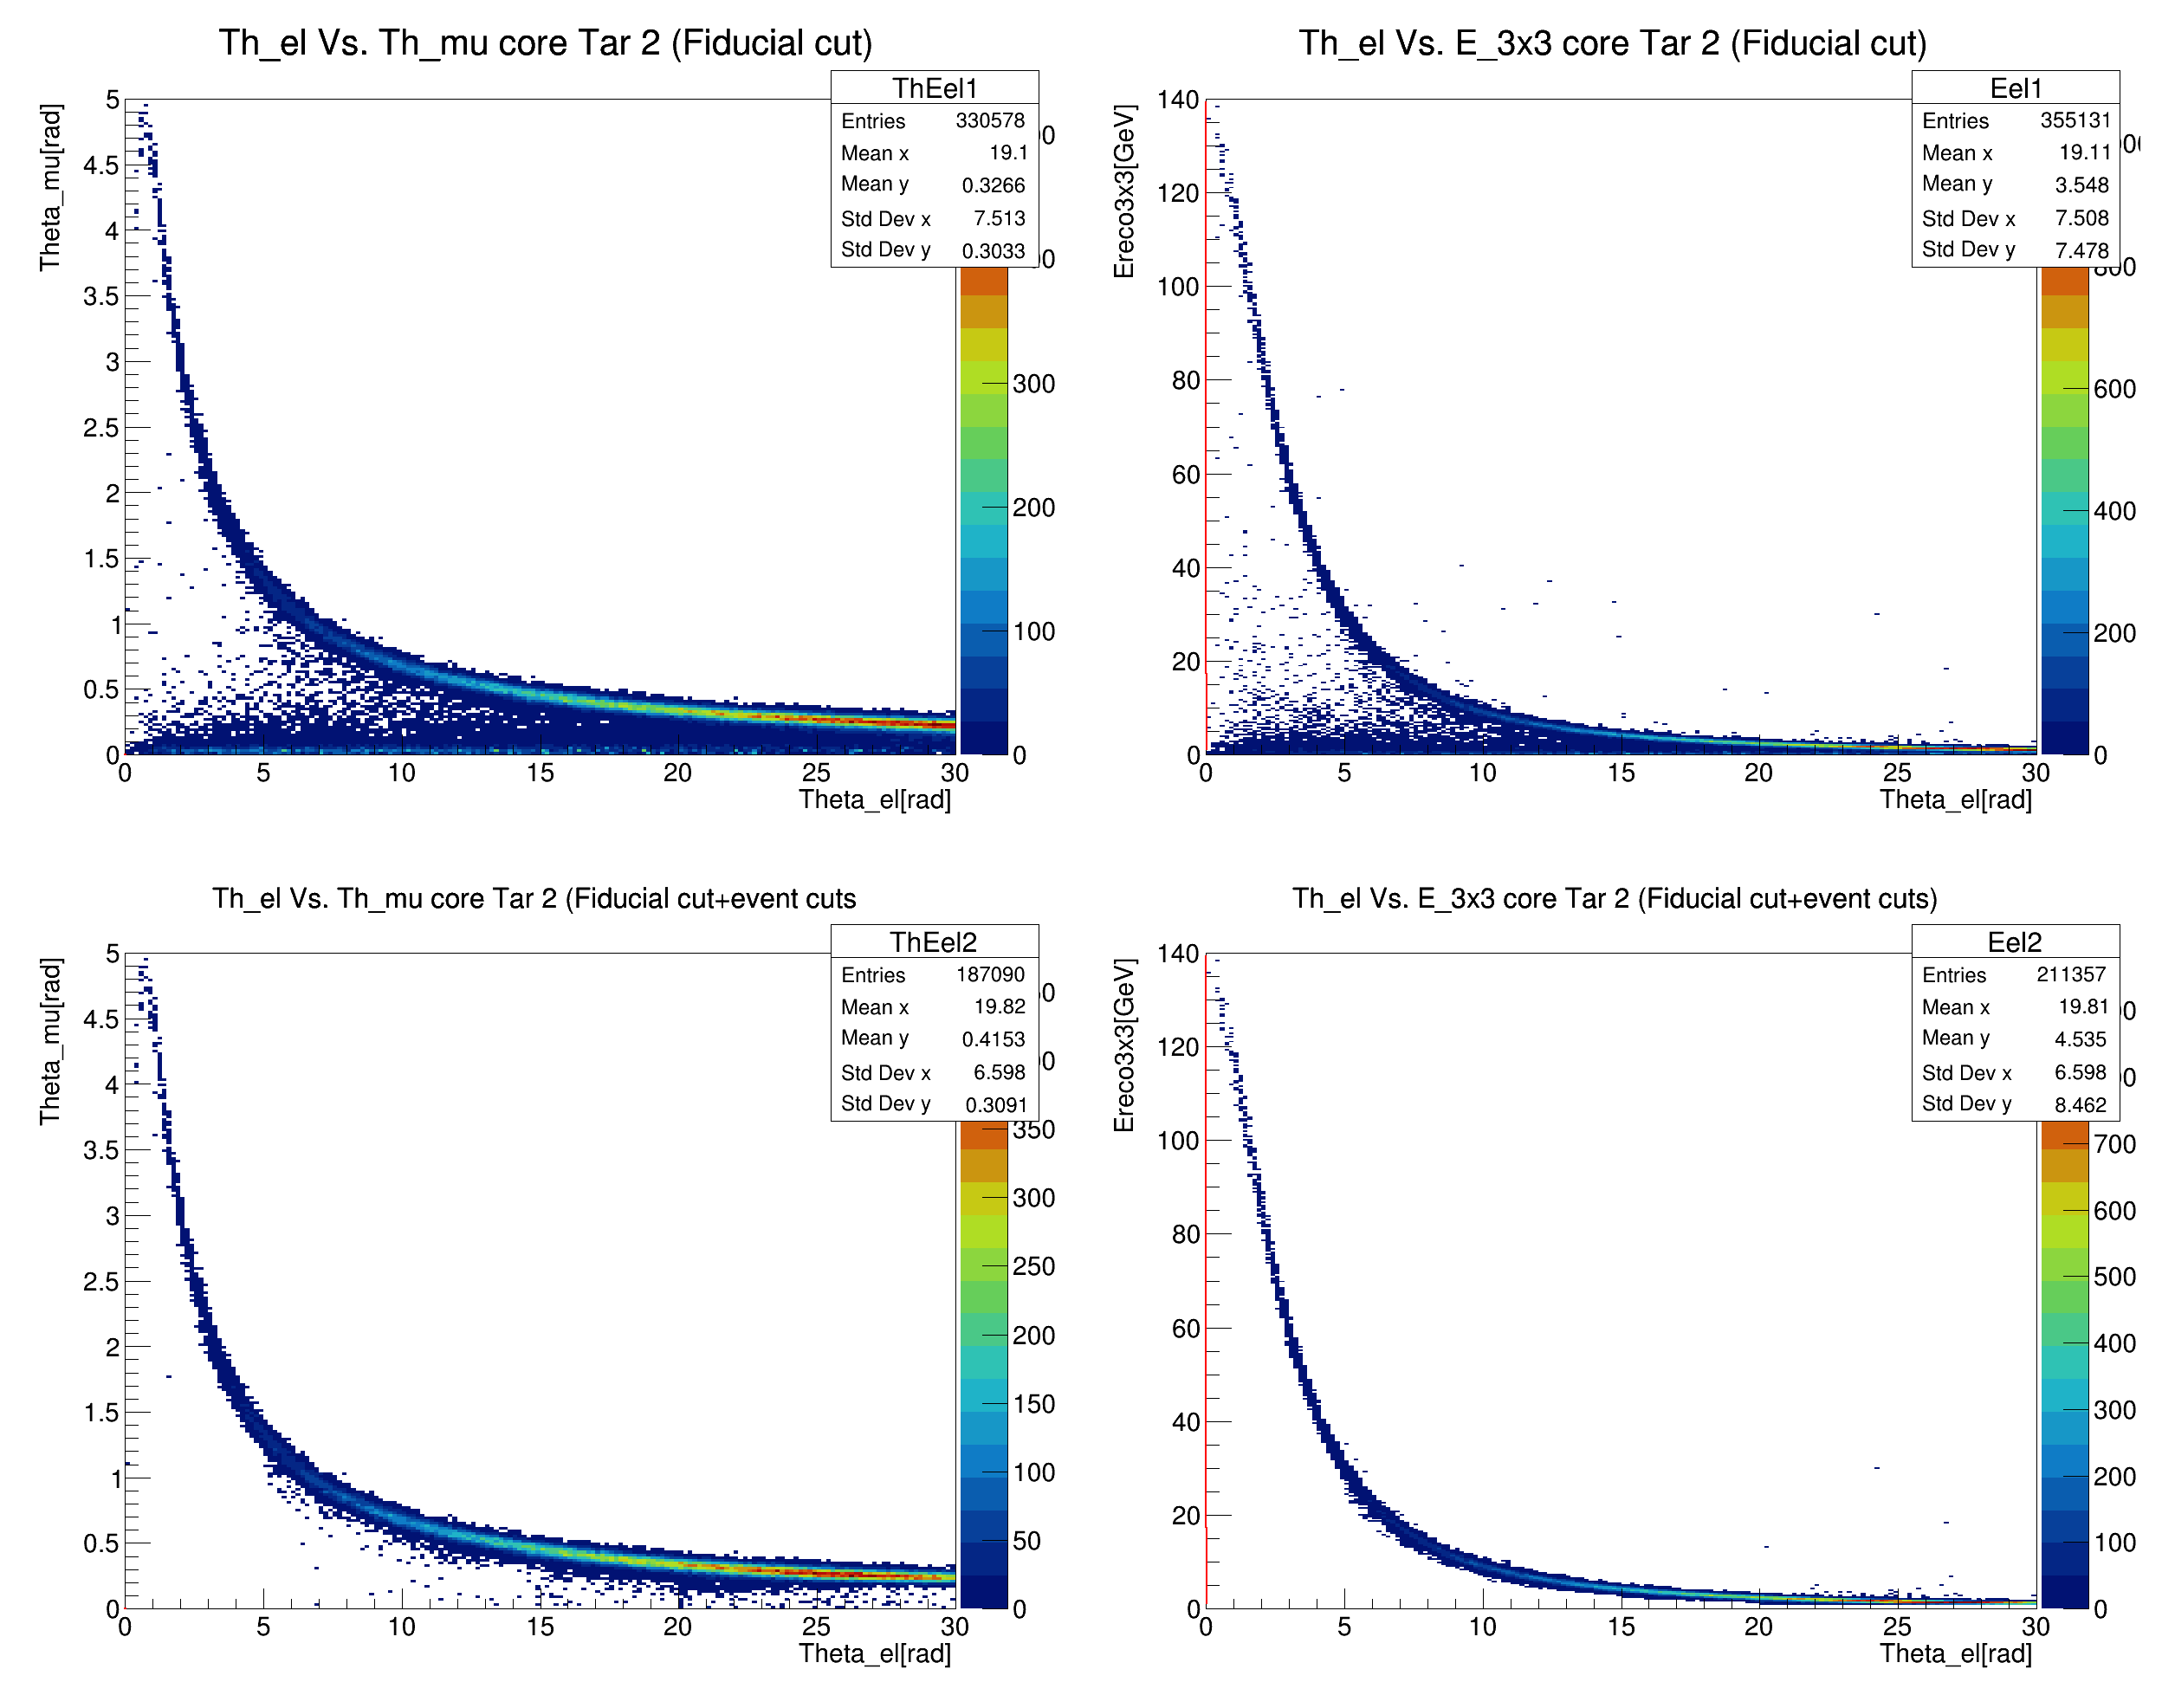 Th_el Vs. Th_mu core Tar 2 (Fiducial cut)
Theta_mu[rad]
5
4.5
4
3.5
3
2.5
2
1.5
1
0.5
0
0 5 10 15 20 25 30
Theta_el[rad]
ThEel1
Entries 330578
Mean x 19.1
Mean y 0.3266
Std Dev x 7.513
Std Dev y 0.3033
300
200
100
0
Th_el Vs. E_3x3 core Tar 2 (Fiducial cut)
Ereco3x3[GeV]
140
120
100
80
60
40
20
0
0 5 10 15 20 25 30
Theta_el[rad]
Eel1
Entries 355131
Mean x 19.11
Mean y 3.548
Std Dev x 7.508
Std Dev y 7.478
800
600
400
200
0
Th_el Vs. Th_mu core Tar 2 (Fiducial cut+event cuts
Theta_mu[rad]
5
4.5
4
3.5
3
2.5
2
1.5
1
0.5
0
0 5 10 15 20 25 30
Theta_el[rad]
ThEel2
Entries 187090
Mean x 19.82
Mean y 0.4153
Std Dev x 6.598
Std Dev y 0.3091
350
300
250
200
150
100
50
0
Th_el Vs. E_3x3 core Tar 2 (Fiducial cut+event cuts)
Ereco3x3[GeV]
140
120
100
80
60
40
20
0
0 5 10 15 20 25 30
Theta_el[rad]
Eel2
Entries 211357
Mean x 19.81
Mean y 4.535
Std Dev x 6.598
Std Dev y 8.462
700
600
500
400
300
200
100
0